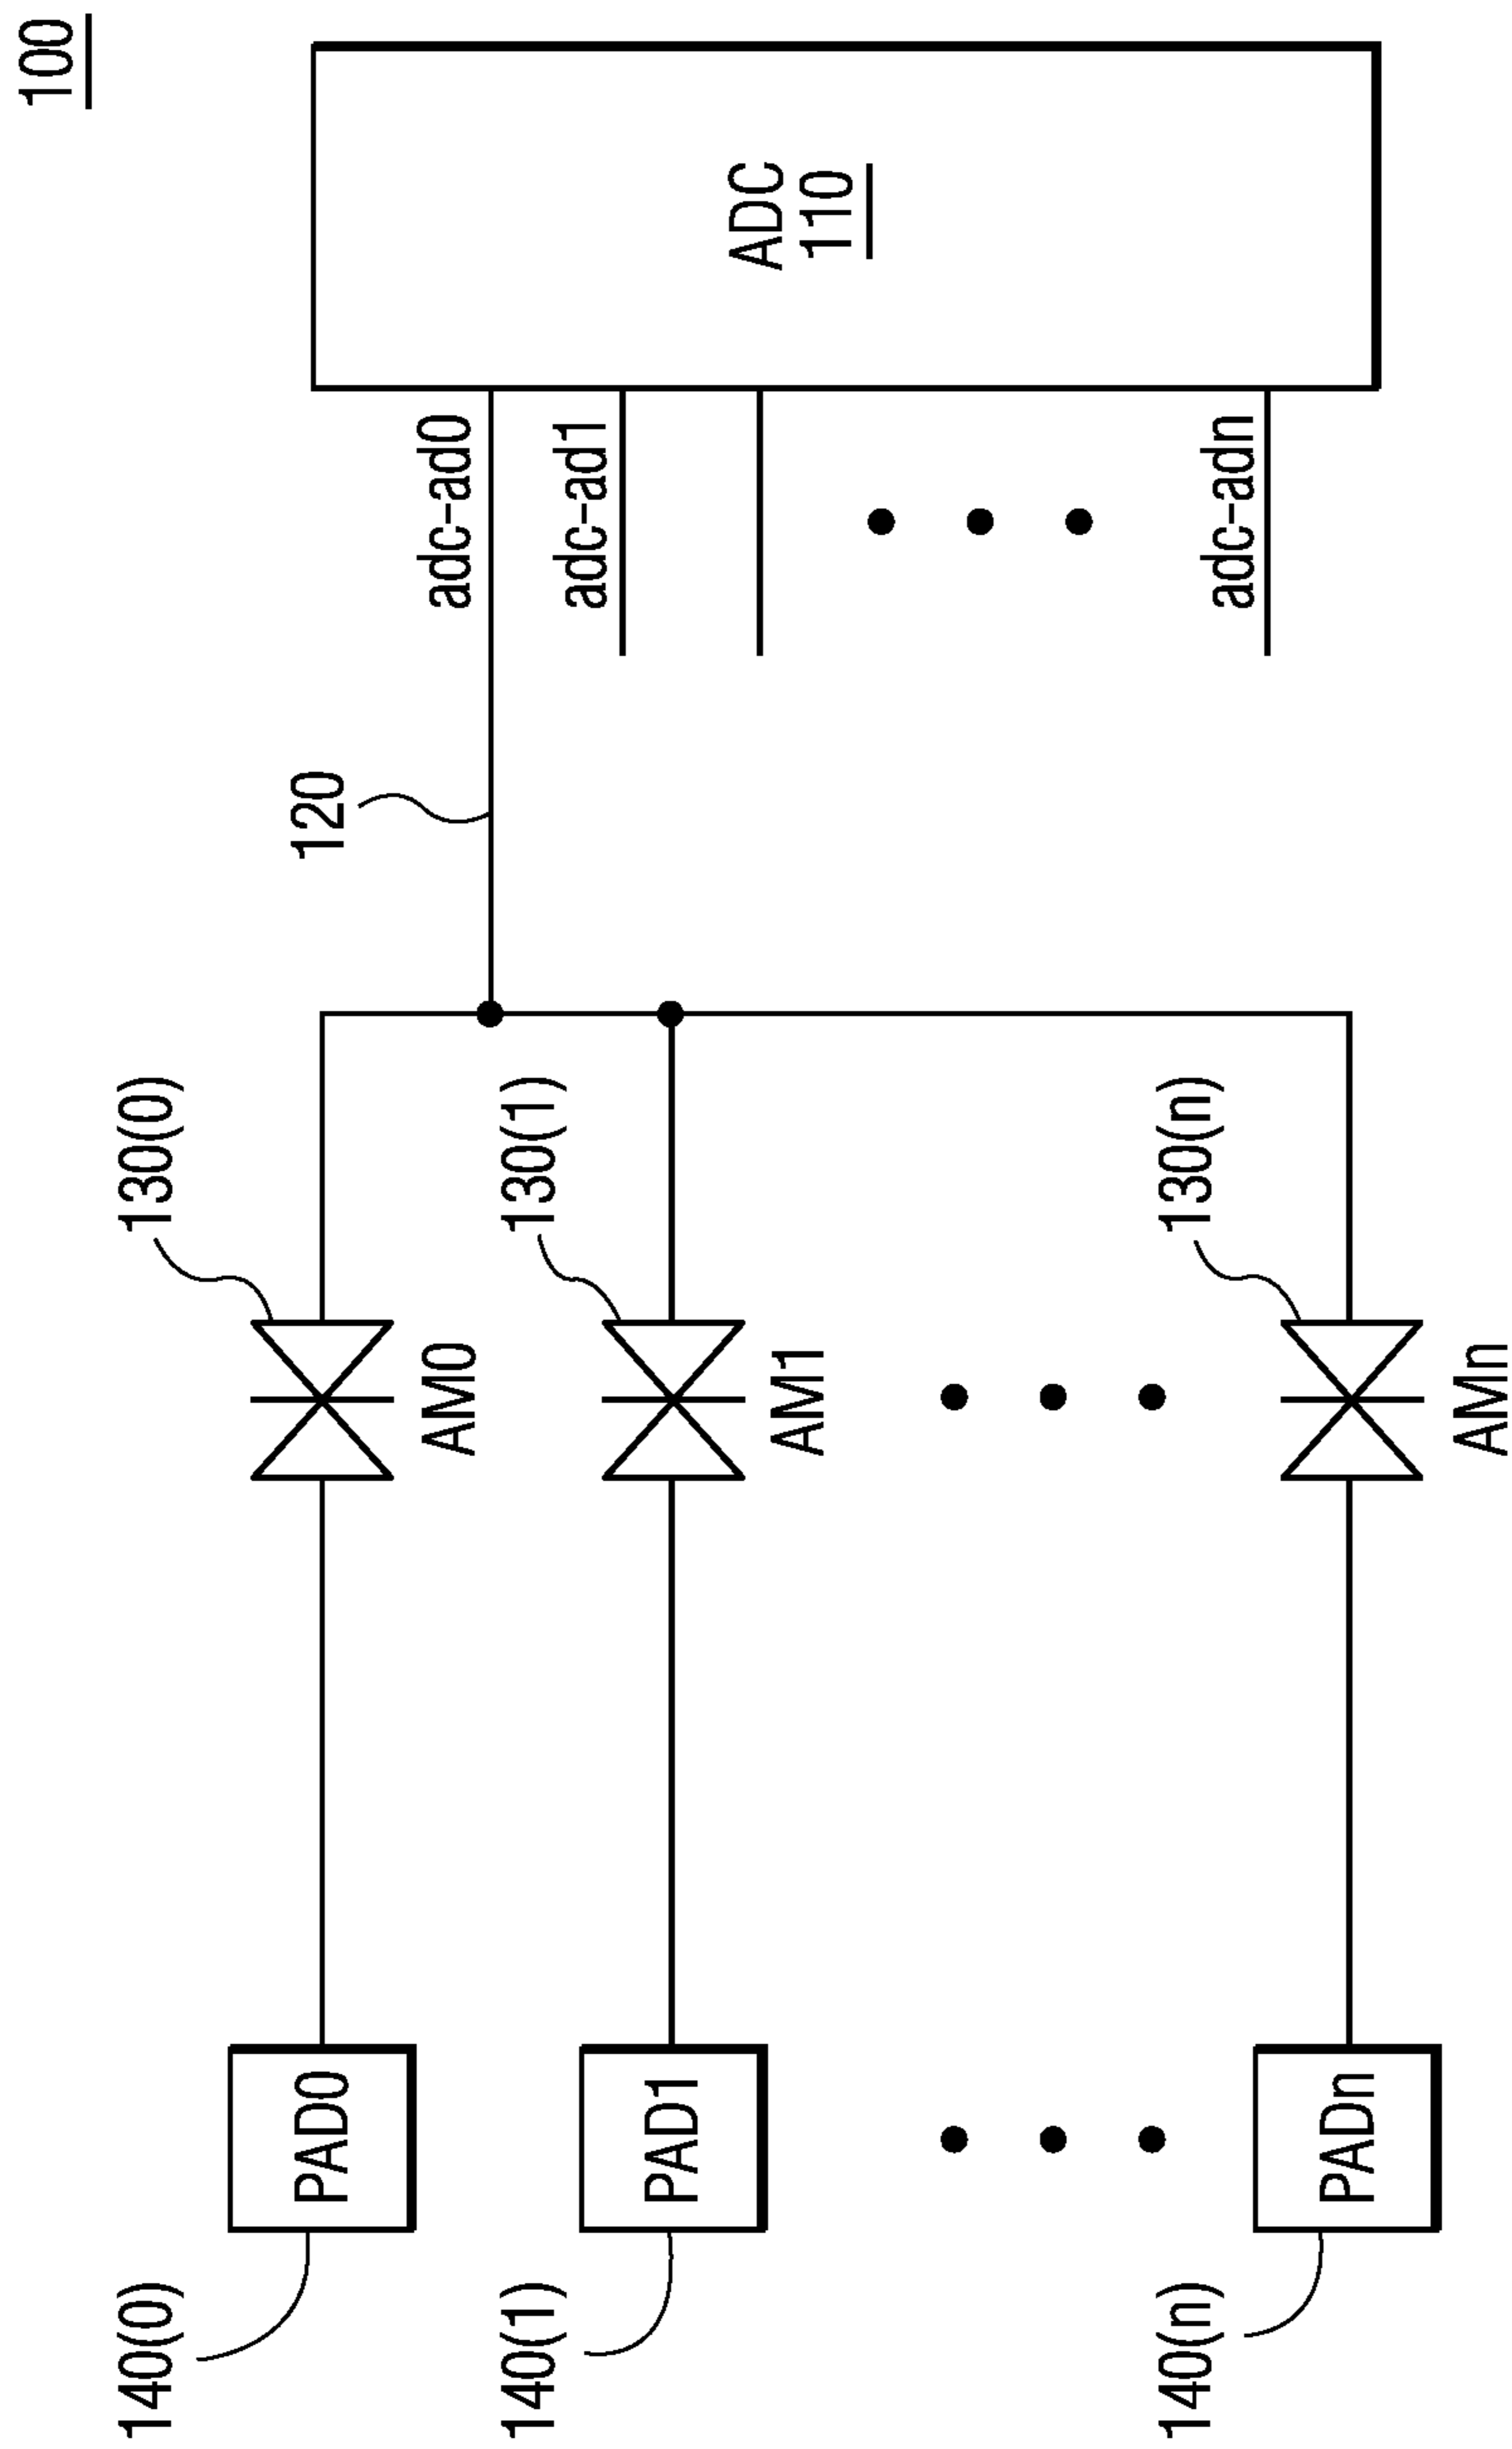 100
130(0)
120
adc-ad0
ADC
110
140(0)
PAD0
AM0
adc-ad1
130(1)
140(1)
PAD1
AM1
130(n)
adc-adn
140(n)
PADn
AMn